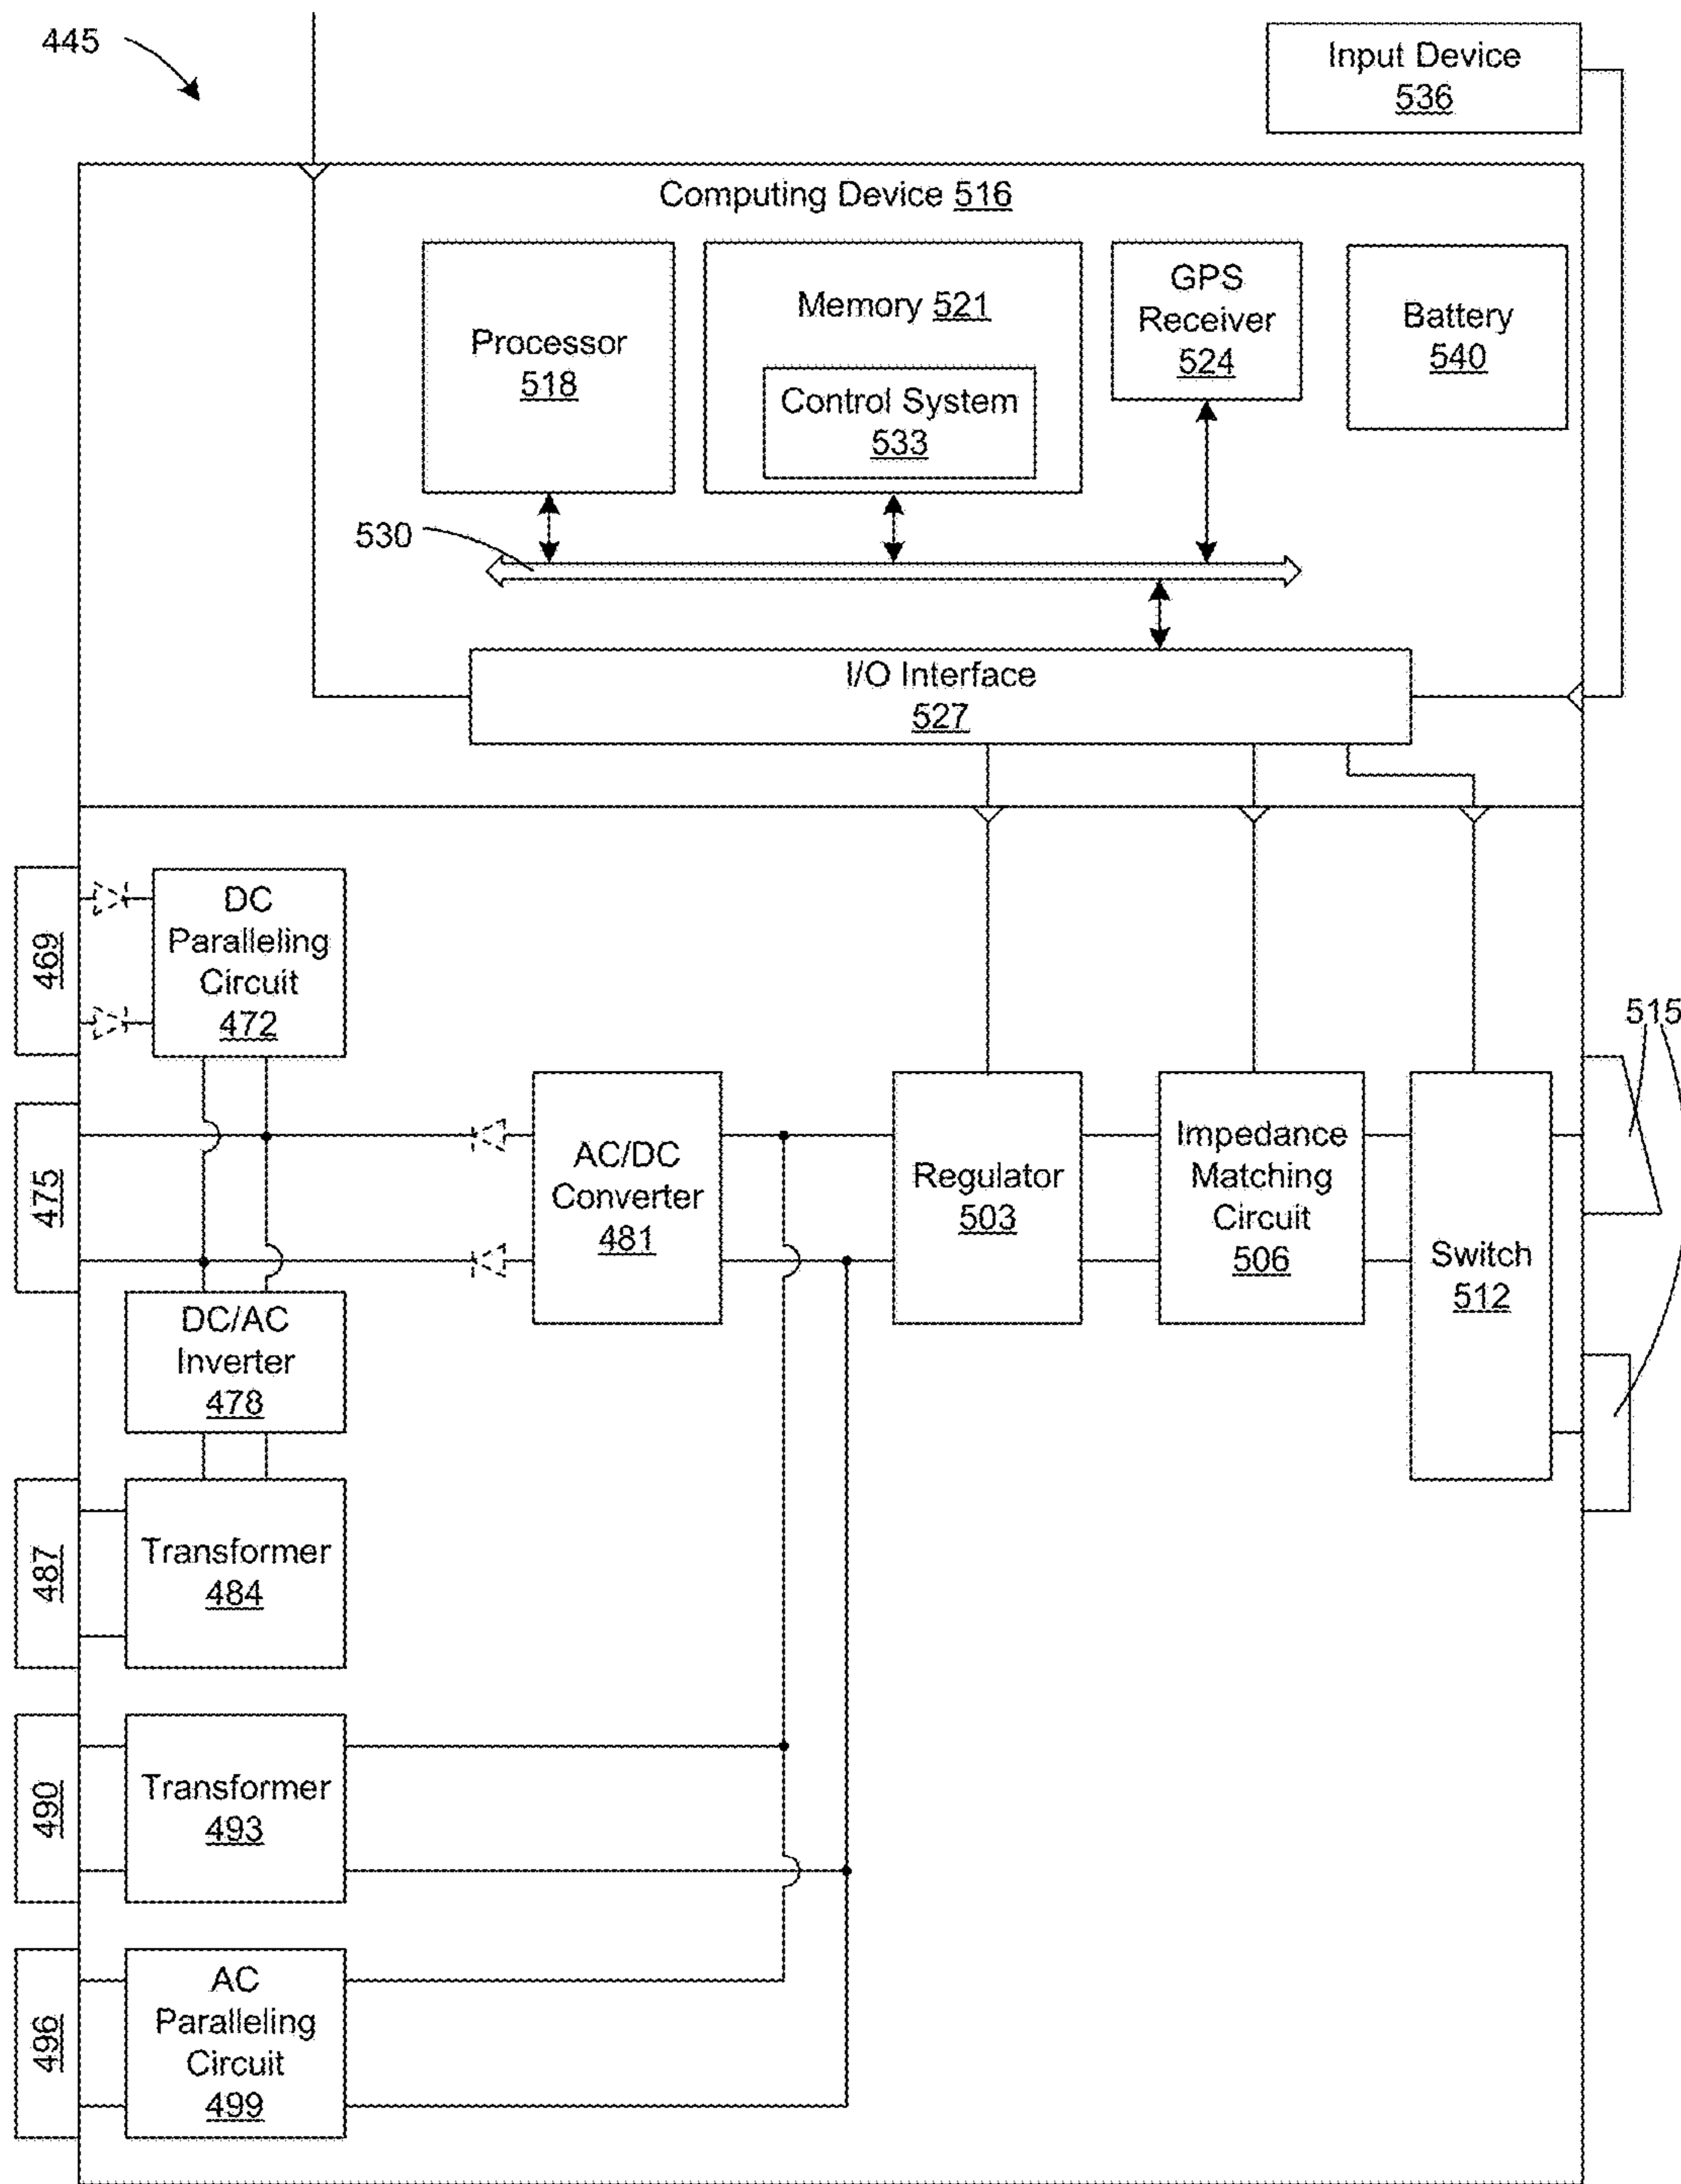 445
Input Device
536
Computing Device 516
Processor
518
Memory 521
Control System
533
GPS
Receiver
524
Battery
540
530
I/O Interface
527
469
DC
Paralleling
Circuit
472
515
475
AC/DC
Converter
481
Regulator
503
Impedance
Matching
Circuit
506
Switch
512
DC/AC
Inverter
478
487
Transformer
484
490
Transformer
493
496
AC
Paralleling
Circuit
499